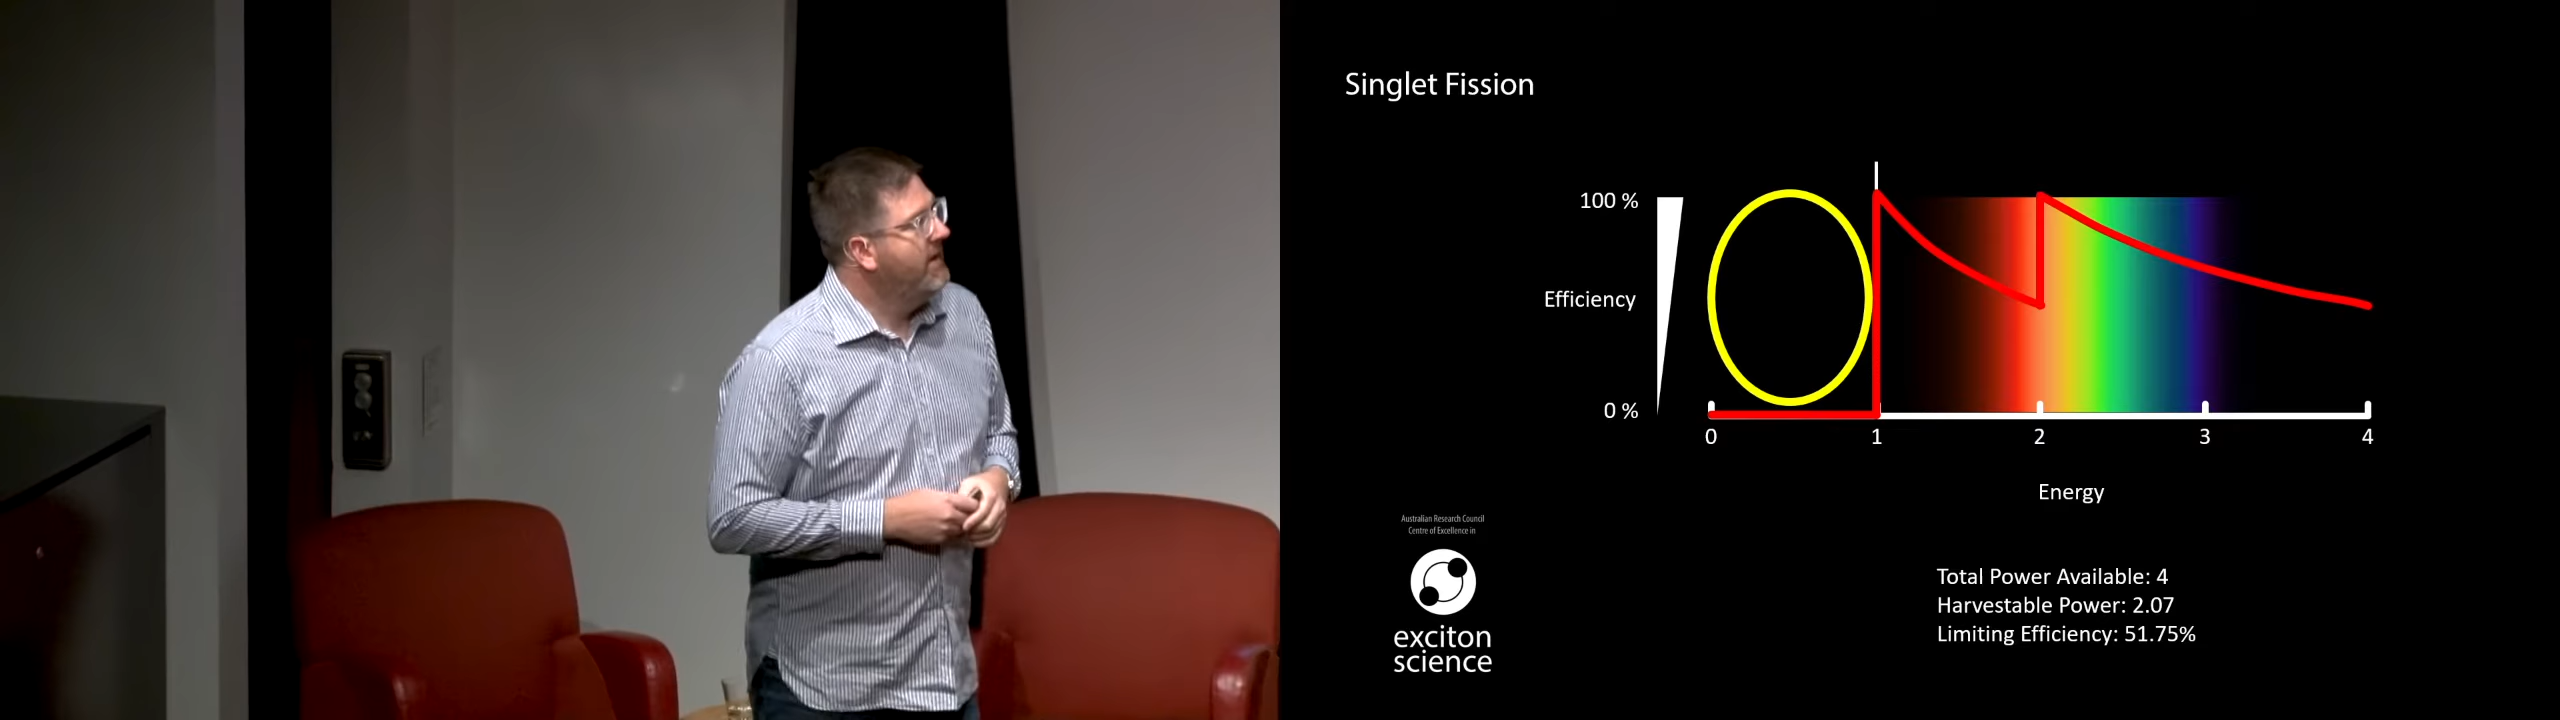 Singlet Fission
100 %
Efficiency
0 %
0 1 2 3 4
Energy
Australian Research Council
Centre of Excellence in
exciton
science
Total Power Available: 4
Harvestable Power: 2.07
Limiting Efficiency: 51.75%